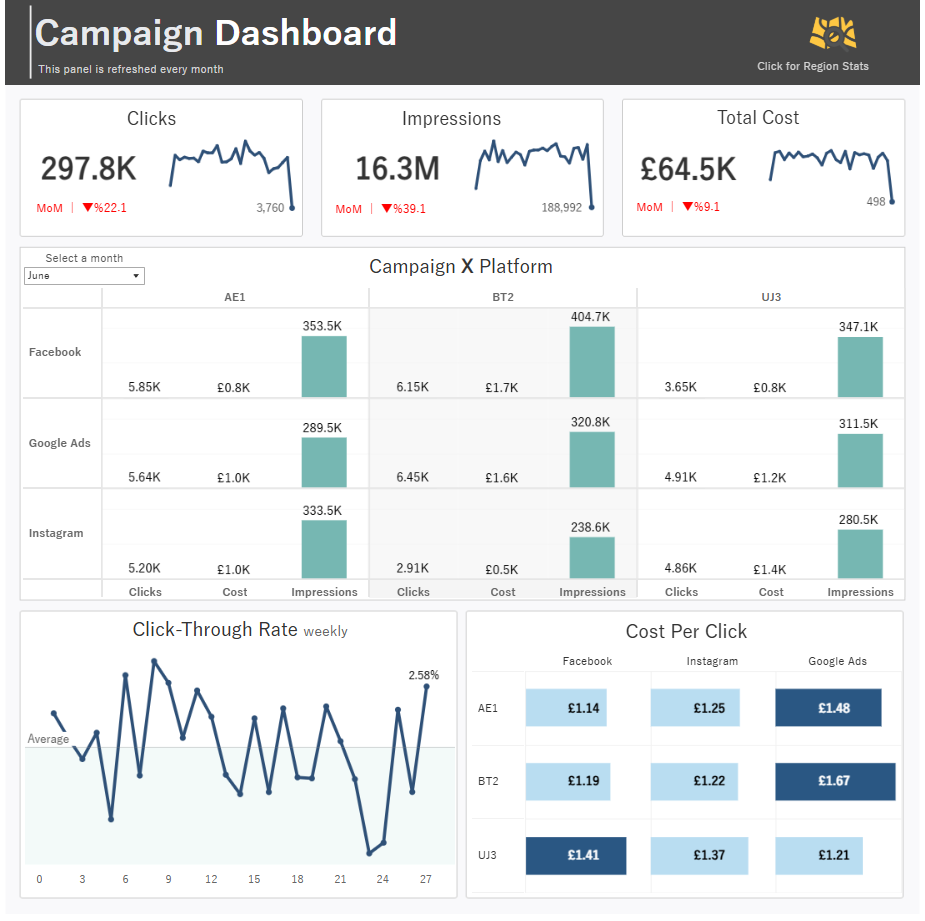 Campaign Dashboard
This panel is refreshed every month
Click for Region Stats
Clicks
297.8K
MoM | ▼%22.1
3,760
Impressions
16.3M
MoM | ▼%39.1
188,992
Total Cost
£64.5K
MoM | ▼%9.1
498
Select a month
June
Campaign X Platform
AE1 BT2 UJ3
Facebook
5.85K £0.8K 353.5K 6.15K £1.7K 404.7K 3.65K £0.8K 347.1K
Google Ads
5.64K £1.0K 289.5K 6.45K £1.6K 320.8K 4.91K £1.2K 311.5K
Instagram
5.20K £1.0K 333.5K 2.91K £0.5K 238.6K 4.86K £1.4K 280.5K
Clicks Cost Impressions Clicks Cost Impressions Clicks Cost Impressions
Click-Through Rate weekly
2.58%
Average
0 3 6 9 12 15 18 21 24 27
Cost Per Click
Facebook Instagram Google Ads
AE1 £1.14 £1.25 £1.48
BT2 £1.19 £1.22 £1.67
UJ3 £1.41 £1.37 £1.21